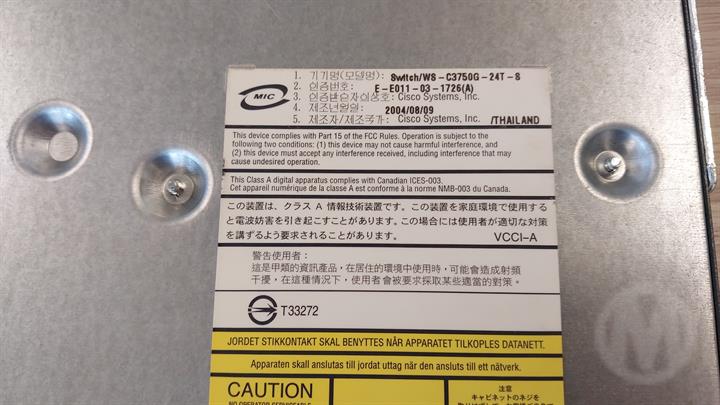 MIC
1. 기기명(모델명): Switch/WS-C3750G-24T-S
2. 인증번호: E-E011-03-1726(A)
3. 인증받은자의상호: Cisco Systems, Inc.
4. 제조년월일: 2004/08/09
5. 제조자/제조국가: Cisco Systems, Inc. /THAILAND
This device complies with Part 15 of the FCC Rules. Operation is subject to the
following two conditions: (1) this device may not cause harmful interference, and
(2) this device must accept any interference received, including interference that may
cause undesired operation.
This Class A digital apparatus complies with Canadian ICES-003.
Cet appareil numérique de la classe A est conforme à la norme NMB-003 du Canada.
この装置は、クラス A 情報技術装置です。この装置を家庭環境で使用する
と電波妨害を引き起こすことがあります。この場合には使用者が適切な対策
を講ずるよう要求されることがあります。 VCCI-A
警告使用者:
這是甲類的資訊產品，在居住的環境中使用時，可能會造成射頻
干擾，在這種情況下，使用者會被要求採取某些適當的對策。
T33272
JORDET STIKKONTAKT SKAL BENYTTES NÅR APPARATET TILKOPLES DATANETT.
Apparaten skall anslutas till jordat uttag när den ansluts till ett nätverk.
CAUTION
NO OPERATOR SERVICEABLE
注意
キャビネットのネジを
M